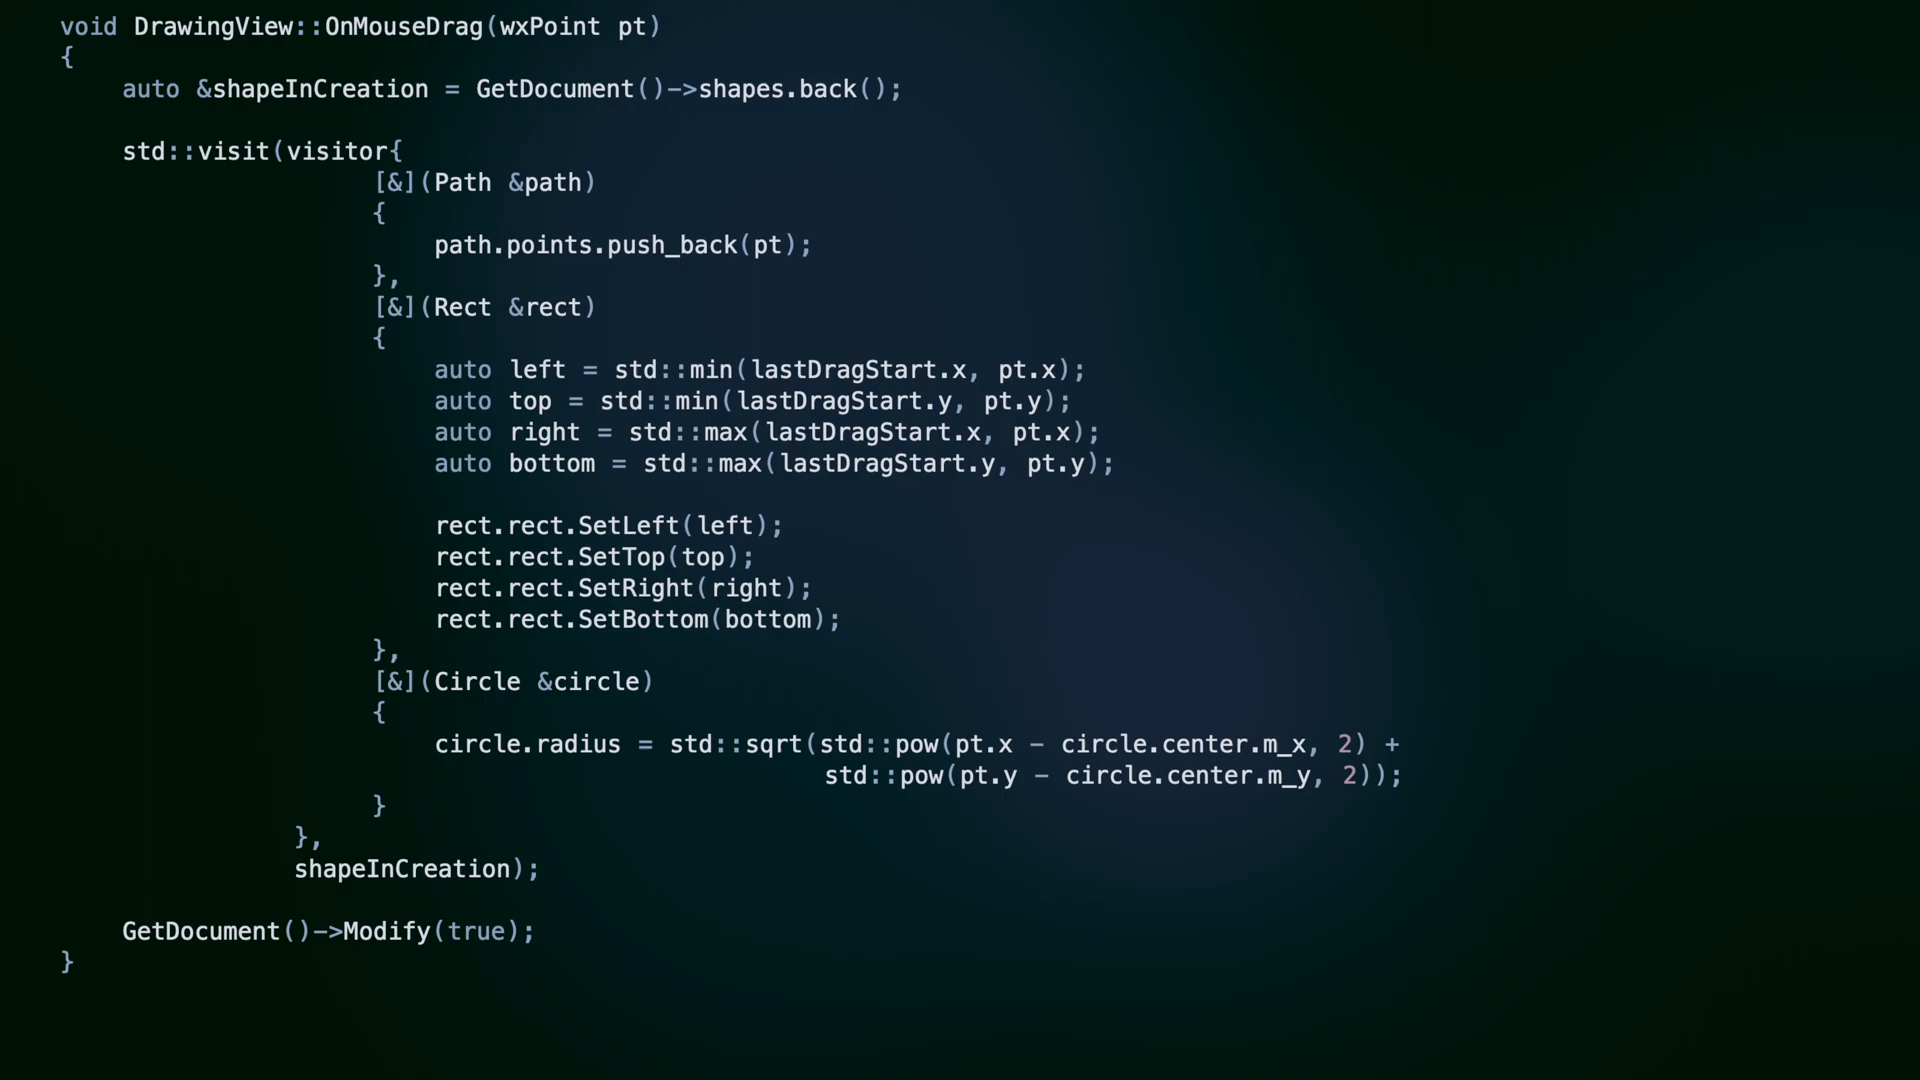 void DrawingView::OnMouseDrag(wxPoint pt)
{
    auto &shapeInCreation = GetDocument()->shapes.back();
    std::visit(visitor{
                    [&](Path &path)
                    {
                        path.points.push_back(pt);
                    },
                    [&](Rect &rect)
                    {
                        auto left = std::min(lastDragStart.x, pt.x);
                        auto top = std::min(lastDragStart.y, pt.y);
                        auto right = std::max(lastDragStart.x, pt.x);
                        auto bottom = std::max(lastDragStart.y, pt.y);
                        rect.rect.SetLeft(left);
                        rect.rect.SetTop(top);
                        rect.rect.SetRight(right);
                        rect.rect.SetBottom(bottom);
                    },
                    [&](Circle &circle)
                    {
                        circle.radius = std::sqrt(std::pow(pt.x - circle.center.m_x, 2) +
                                                  std::pow(pt.y - circle.center.m_y, 2));
                    }
               },
               shapeInCreation);
    GetDocument()->Modify(true);
}